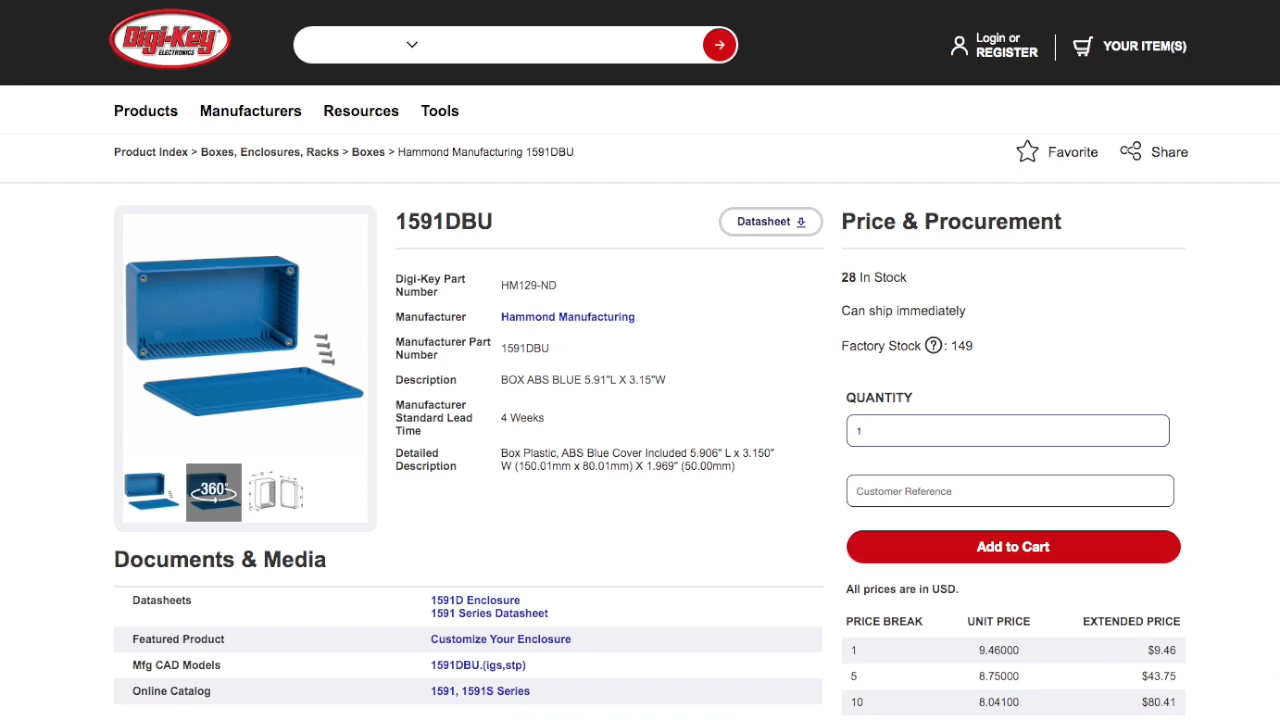 Digi-Key
ELECTRONICS
Login or
REGISTER
YOUR ITEM(S)
Products Manufacturers Resources Tools
Product Index > Boxes, Enclosures, Racks > Boxes > Hammond Manufacturing 1591DBU
Favorite
Share
1591DBU
Datasheet
Digi-Key Part
Number
HM129-ND
Manufacturer
Hammond Manufacturing
Manufacturer Part
Number
1591DBU
Description
BOX ABS BLUE 5.91"L X 3.15"W
Manufacturer
Standard Lead
Time
4 Weeks
Detailed
Description
Box Plastic, ABS Blue Cover Included 5.906" L x 3.150"
W (150.01mm x 80.01mm) X 1.969" (50.00mm)
360°
Documents & Media
Datasheets
1591D Enclosure
1591 Series Datasheet
Featured Product
Customize Your Enclosure
Mfg CAD Models
1591DBU.(igs,stp)
Online Catalog
1591, 1591S Series
Price & Procurement
28 In Stock
Can ship immediately
Factory Stock ? : 149
QUANTITY
1
Customer Reference
Add to Cart
All prices are in USD.
PRICE BREAK UNIT PRICE EXTENDED PRICE
1 9.46000 $9.46
5 8.75000 $43.75
10 8.04100 $80.41